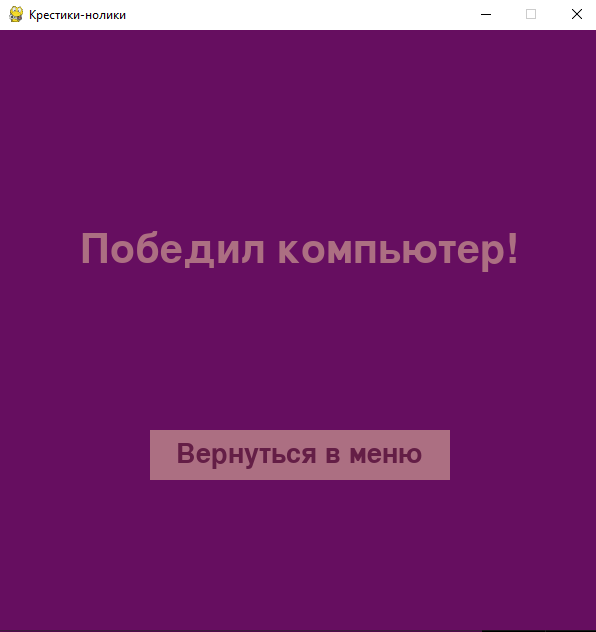 Крестики-нолики
Победил компьютер!
Вернуться в меню